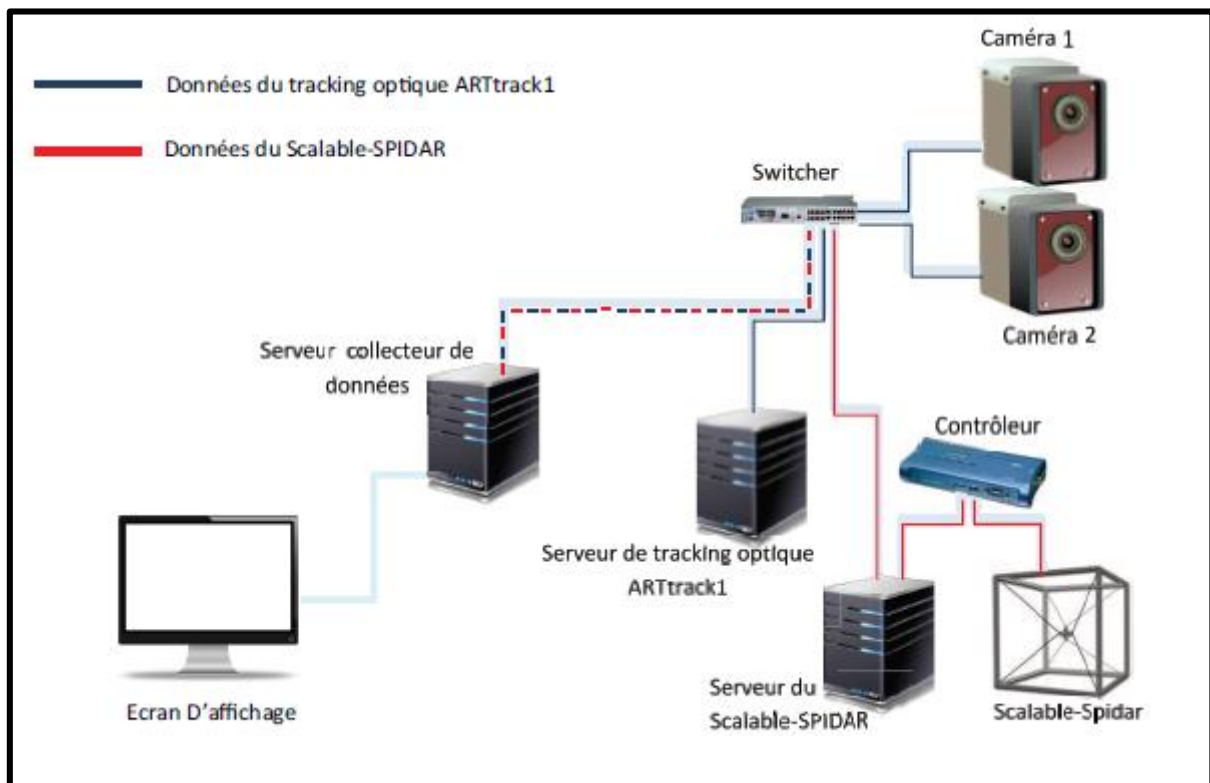 Caméra 1
Données du tracking optique ARTtrack1
Données du Scalable-SPIDAR
Switcher
Caméra 2
Serveur collecteur de
données
Contrôleur
Serveur de tracking optique
ARTtrack1
Serveur du
Scalable-SPIDAR
Scalable-Spidar
Ecran D'affichage